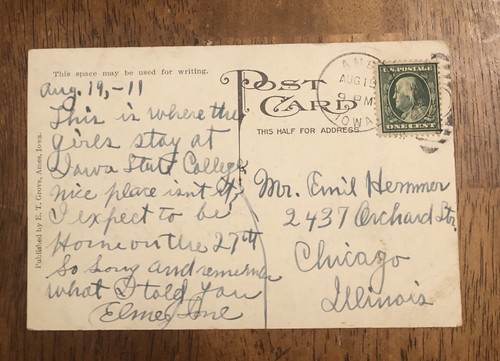 This space may be used for writing.
Aug. 19, -11
This is where the
girls stay at
Iowa State College
nice place isn't it,
I expect to be
Home on the 27th
So Long and remember
what I told you
Published by E. T. Grove, Ames, Iowa.
POST CARD
THIS HALF FOR ADDRESS
AUG 19
PM
IOWA
U.S. POSTAGE
ONE CENT
Mr. Emil Hemmer
2437 Orchard Str.
Chicago
Illinois